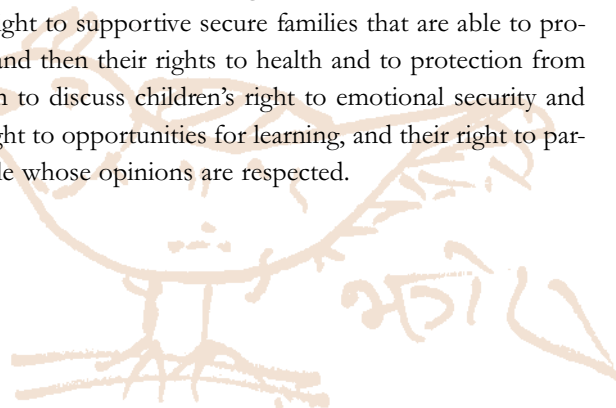 ight to supportive secure families that are able to pro-
and then their rights to health and to protection from
n to discuss children's right to emotional security and
ght to opportunities for learning, and their right to par-
le whose opinions are respected.